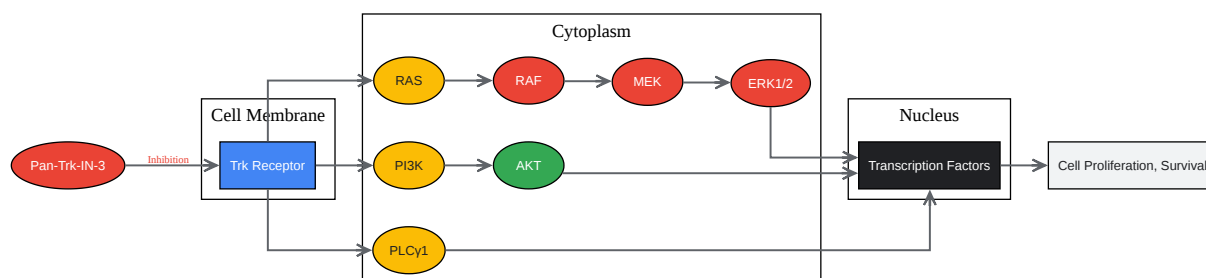 Cytoplasm
RAS
RAF
MEK
ERK1/2
Cell Membrane
Nucleus
Pan-Trk-IN-3
Inhibition
Trk Receptor
PI3K
AKT
Transcription Factors
Cell Proliferation, Survival
PLCγ1